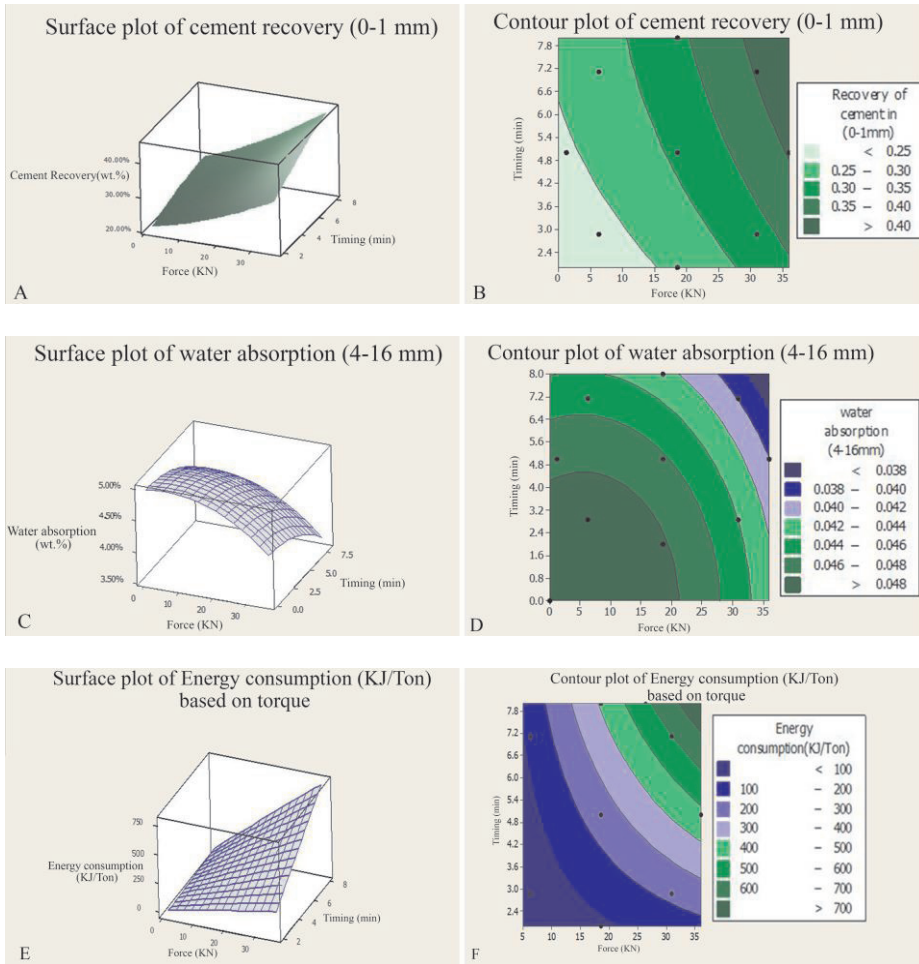 Surface plot of cement recovery (0-1 mm)
Cement Recovery(wt.%)
40.00%
30.00%
20.00%
0
10
20
30
Force (KN)
2
4
6
8
Timing (min)
A
Contour plot of cement recovery (0-1 mm)
Timing (min)
7.8
7.2
6.6
6.0
5.4
4.8
4.2
3.6
3.0
2.4
0 5 10 15 20 25 30 35
Force (KN)
B
Recovery of
cement in
(0-1mm)
< 0.25
0.25 – 0.30
0.30 – 0.35
0.35 – 0.40
> 0.40
Surface plot of water absorption (4-16 mm)
5.00%
4.50%
4.00%
3.50%
Water absorption
(wt.%)
0
10
20
30
Force (KN)
0.0
2.5
5.0
7.5
Timing (min)
C
Contour plot of water absorption (4-16 mm)
Timing (min)
8.0
7.2
6.4
5.6
4.8
4.0
3.2
2.4
1.6
0.8
0.0
0 5 10 15 20 25 30 35
Force (KN)
D
water
absorption
(4-16mm)
< 0.038
0.038 – 0.040
0.040 – 0.042
0.042 – 0.044
0.044 – 0.046
0.046 – 0.048
> 0.048
Surface plot of Energy consumption (KJ/Ton)
based on torque
750
500
250
0
Energy consumption
(KJ/Ton)
0
10
20
30
Force (KN)
2
4
6
8
Timing (min)
E
Contour plot of Energy consumption (KJ/Ton)
based on torque
Timing (min)
7.8
7.2
6.6
6.0
5.4
4.8
4.2
3.6
3.0
2.4
5 10 15 20 25 30 35
Force (KN)
F
Energy
consumption(KJ/Ton)
< 100
100 – 200
200 – 300
300 – 400
400 – 500
500 – 600
600 – 700
> 700